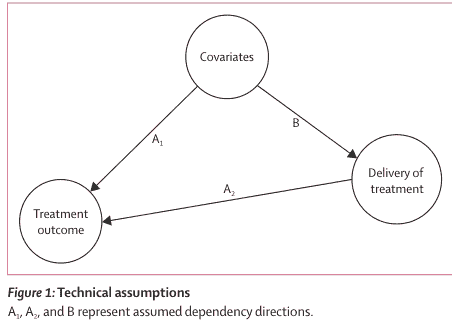 Covariates
A₁
B
Delivery of
treatment
A₂
Treatment
outcome
Figure 1: Technical assumptions
A₁, A₂, and B represent assumed dependency directions.